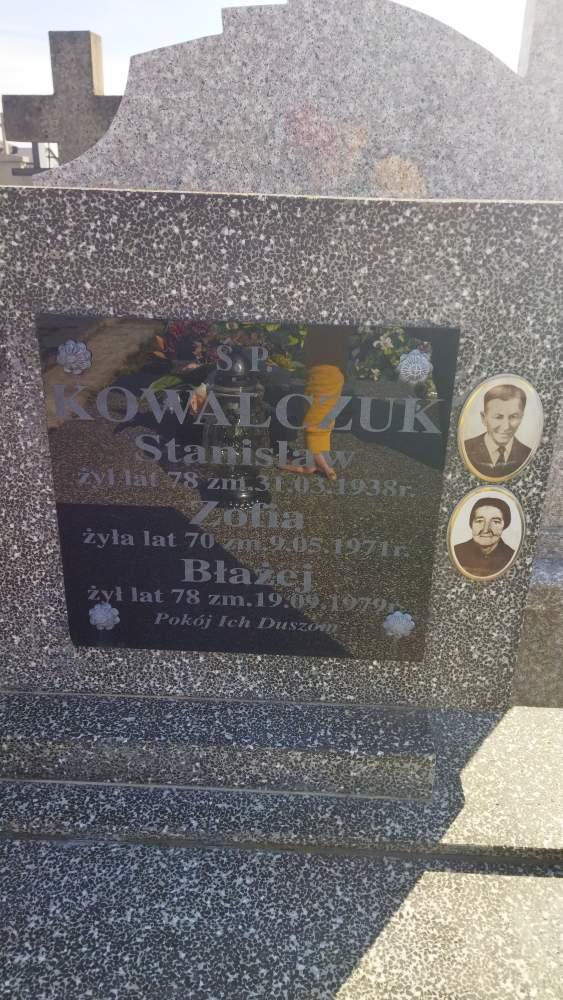 Ś.P.
KOWALCZUK
Stanisław
żył lat 78 zm.31.03.1938r.
Zofia
żyła lat 70 zm.9.05.1971r.
Błażej
żył lat 78 zm.19.09.1979r.
Pokój Ich Duszom